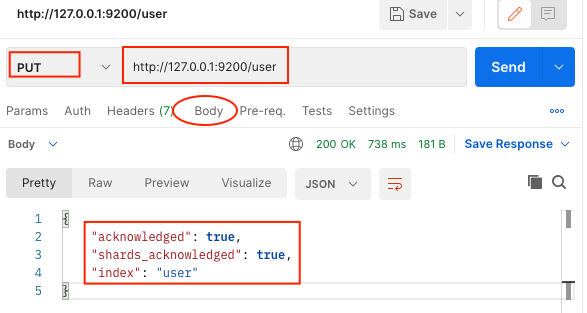 http://127.0.0.1:9200/user
Save
PUT
http://127.0.0.1:9200/user
Send
Params Auth Headers (7) Body Pre-req. Tests Settings
Body
200 OK 738 ms 181 B Save Response
Pretty Raw Preview Visualize JSON
1 {
2 "acknowledged": true,
3 "shards_acknowledged": true,
4 "index": "user"
5 }